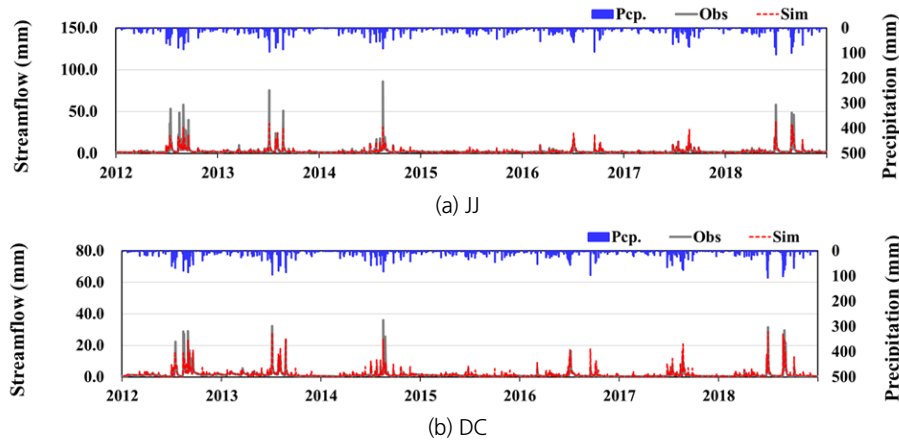 Pcp. Obs Sim
Streamflow (mm)
150.0
100.0
50.0
0.0
0
100
200
300
400
500
Precipitation (mm)
2012 2013 2014 2015 2016 2017 2018
(a) JJ
Pcp. Obs Sim
Streamflow (mm)
80.0
60.0
40.0
20.0
0.0
0
100
200
300
400
500
Precipitation (mm)
2012 2013 2014 2015 2016 2017 2018
(b) DC